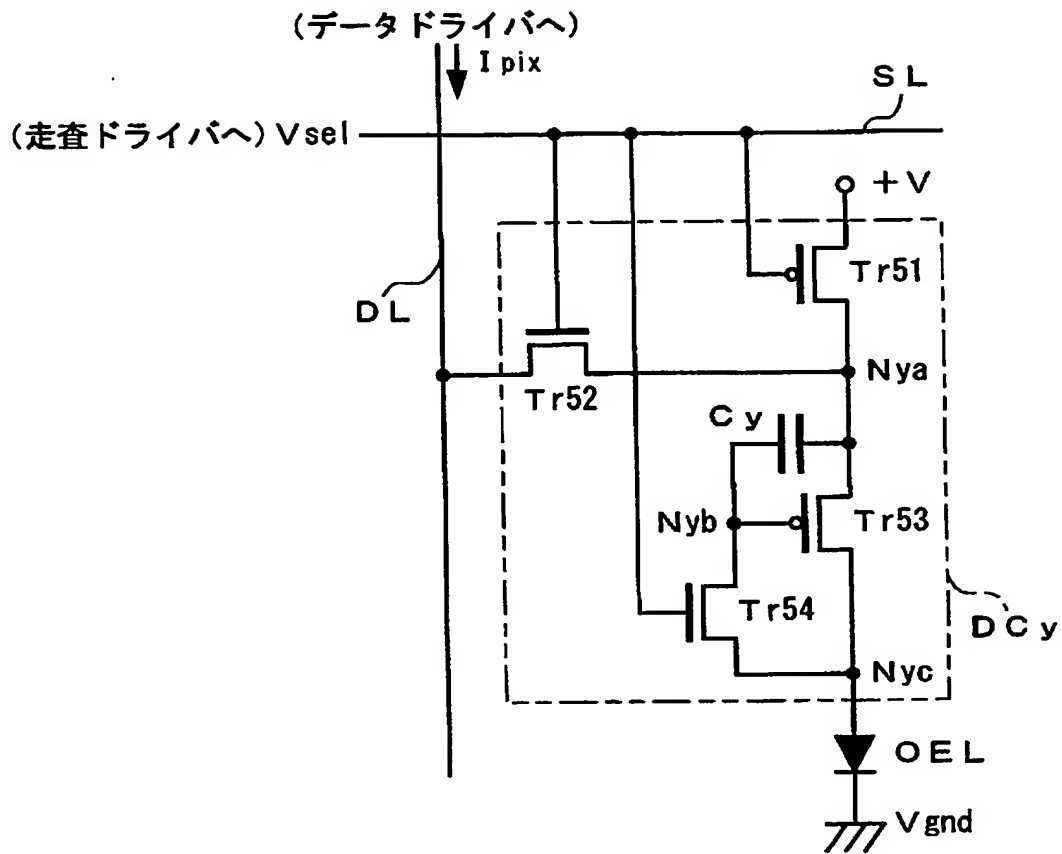 (データドライバへ)
I pix
SL
(走査ドライバへ) Vsel
+V
Tr51
DL
Nya
Tr52
Cy
Nyb
Tr53
Tr54
DCy
Nyc
OEL
Vgnd